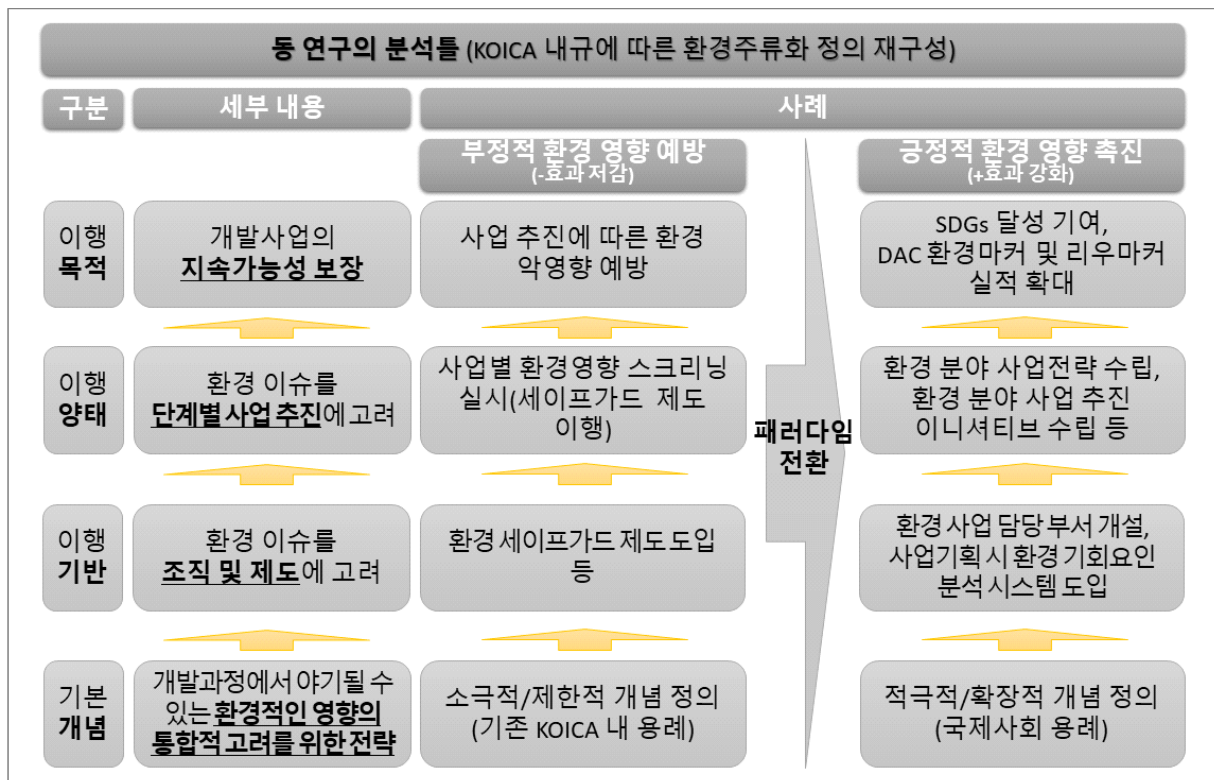 동 연구의 분석틀 (KOICA 내규에 따른 환경주류화 정의 재구성)
구분
세부 내용
사례
부정적 환경 영향 예방
(-효과 저감)
긍정적 환경 영향 촉진
(+효과 강화)
이행
목적
개발사업의
지속가능성 보장
사업 추진에 따른 환경
악영향 예방
SDGs 달성 기여,
DAC 환경마커 및 리우마커
실적 확대
이행
양태
환경 이슈를
단계별 사업 추진에 고려
사업별 환경영향 스크리닝
실시(세이프가드 제도
이행)
패러다임
전환
환경 분야 사업전략 수립,
환경 분야 사업 추진
이니셔티브 수립 등
이행
기반
환경 이슈를
조직 및 제도에 고려
환경세이프가드 제도 도입
등
환경 사업 담당 부서 개설,
사업기획 시 환경 기회요인
분석 시스템 도입
기본
개념
개발과정에서 야기될 수
있는 환경적인 영향의
통합적 고려를 위한 전략
소극적/제한적 개념 정의
(기존 KOICA 내 용례)
적극적/확장적 개념 정의
(국제사회 용례)